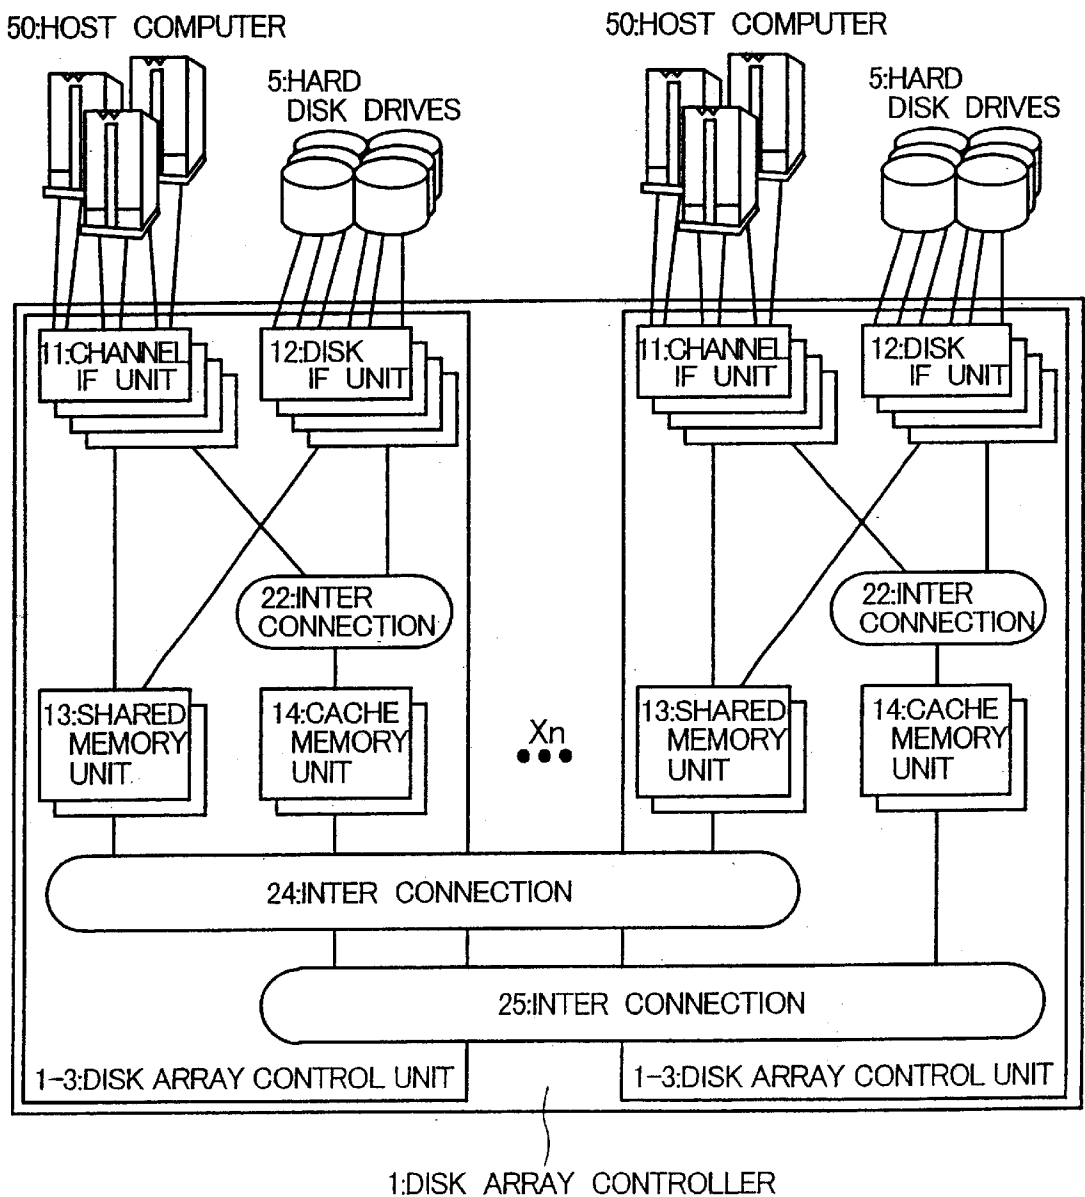 50:HOST COMPUTER
5:HARD
DISK DRIVES
50:HOST COMPUTER
5:HARD
DISK DRIVES
11:CHANNEL
IF UNIT
12:DISK
IF UNIT
11:CHANNEL
IF UNIT
12:DISK
IF UNIT
22:INTER
CONNECTION
22:INTER
CONNECTION
13:SHARED
MEMORY
UNIT
14:CACHE
MEMORY
UNIT
Xn
•••
13:SHARED
MEMORY
UNIT
14:CACHE
MEMORY
UNIT
24:INTER CONNECTION
25:INTER CONNECTION
1-3:DISK ARRAY CONTROL UNIT
1-3:DISK ARRAY CONTROL UNIT
1:DISK ARRAY CONTROLLER